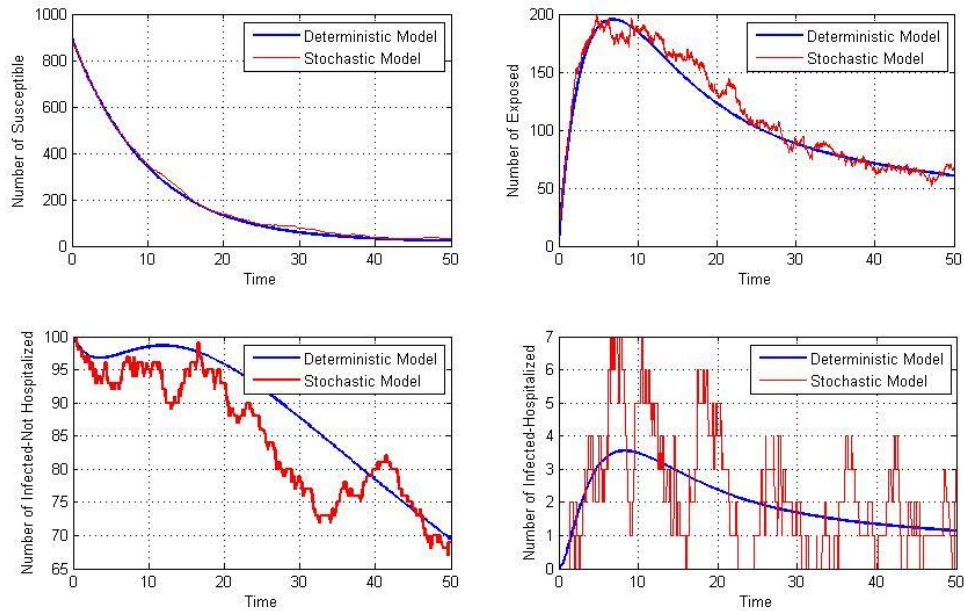 Number of Susceptible
1000
800
600
400
200
0
0 10 20 30 40 50
Time
Deterministic Model
Stochastic Model
Number of Exposed
200
150
100
50
0
0 10 20 30 40 50
Time
Deterministic Model
Stochastic Model
Number of Infected-Not Hospitalized
100
95
90
85
80
75
70
65
0 10 20 30 40 50
Time
Deterministic Model
Stochastic Model
Number of Infected-Hospitalized
7
6
5
4
3
2
1
0
0 10 20 30 40 50
Time
Deterministic Model
Stochastic Model